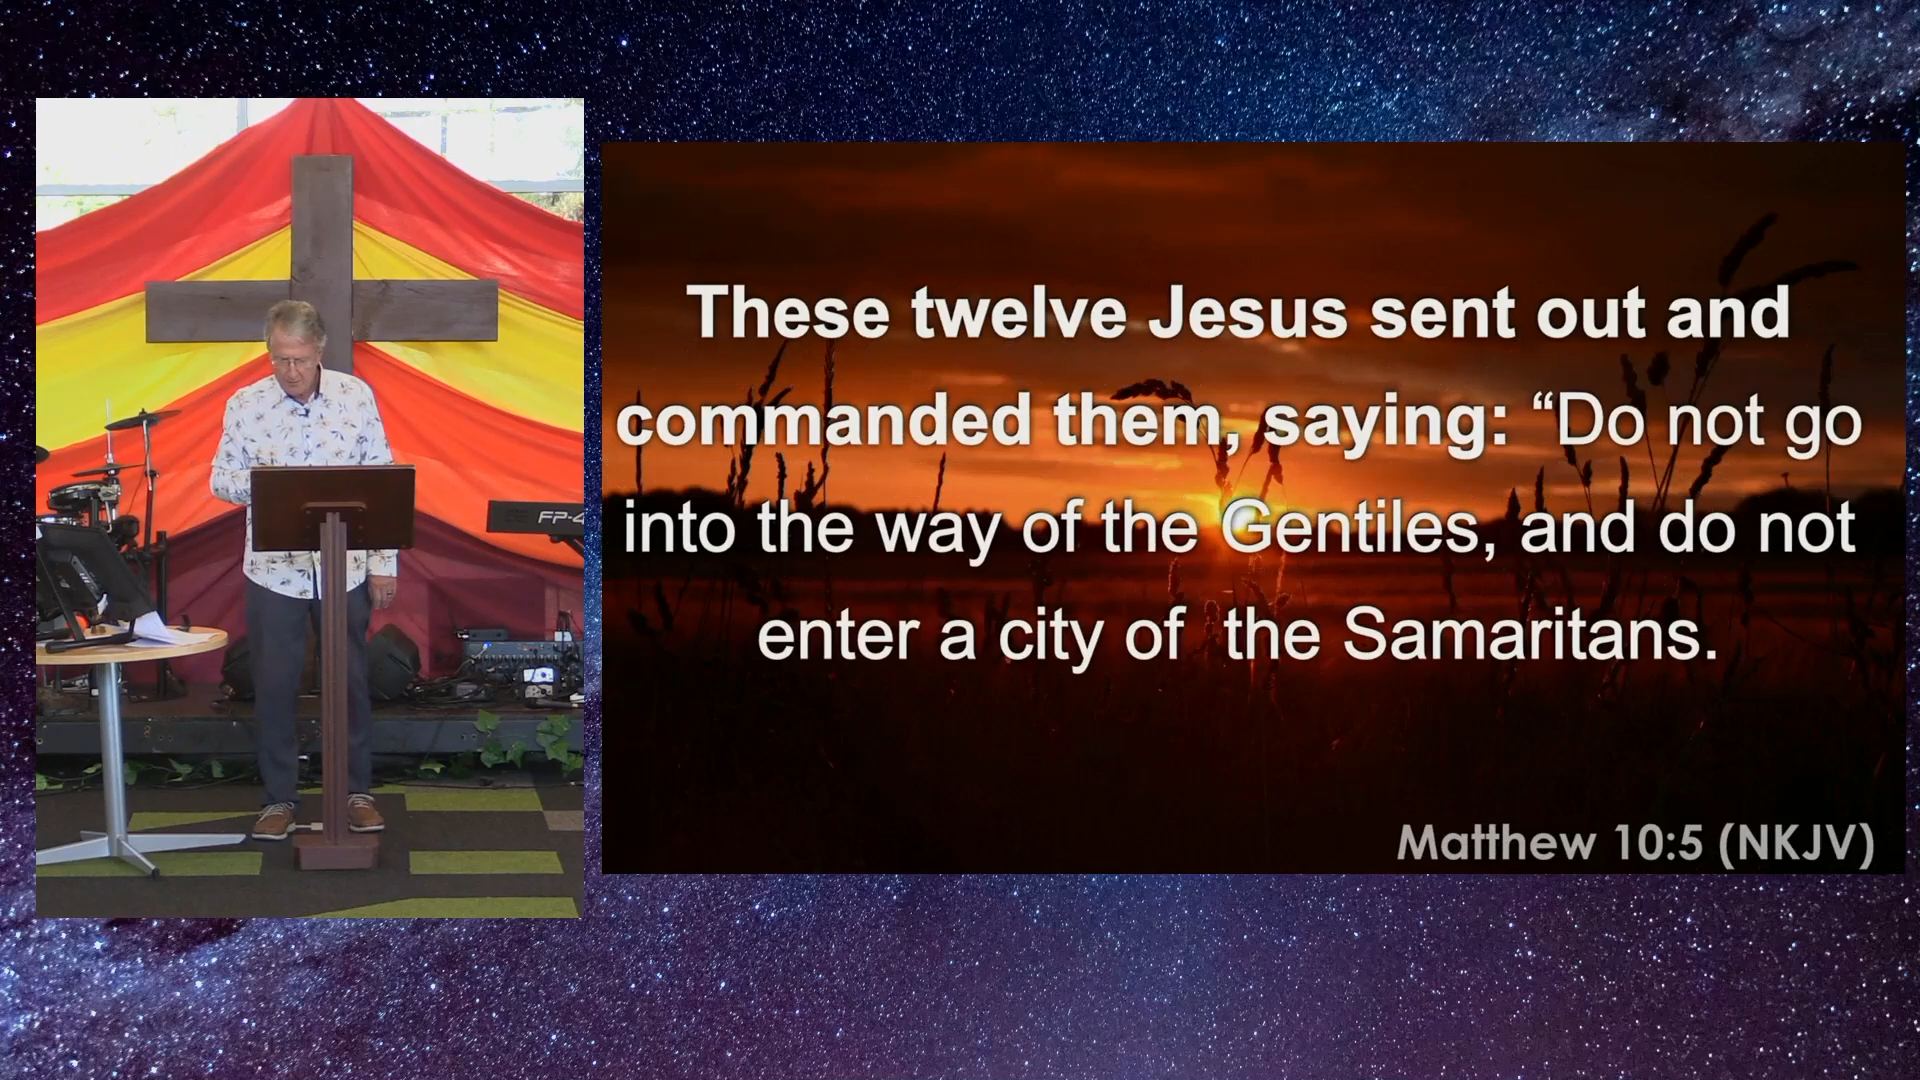 FP-4
These twelve Jesus sent out and
commanded them, saying: “Do not go
into the way of the Gentiles, and do not
enter a city of  the Samaritans.
Matthew 10:5 (NKJV)